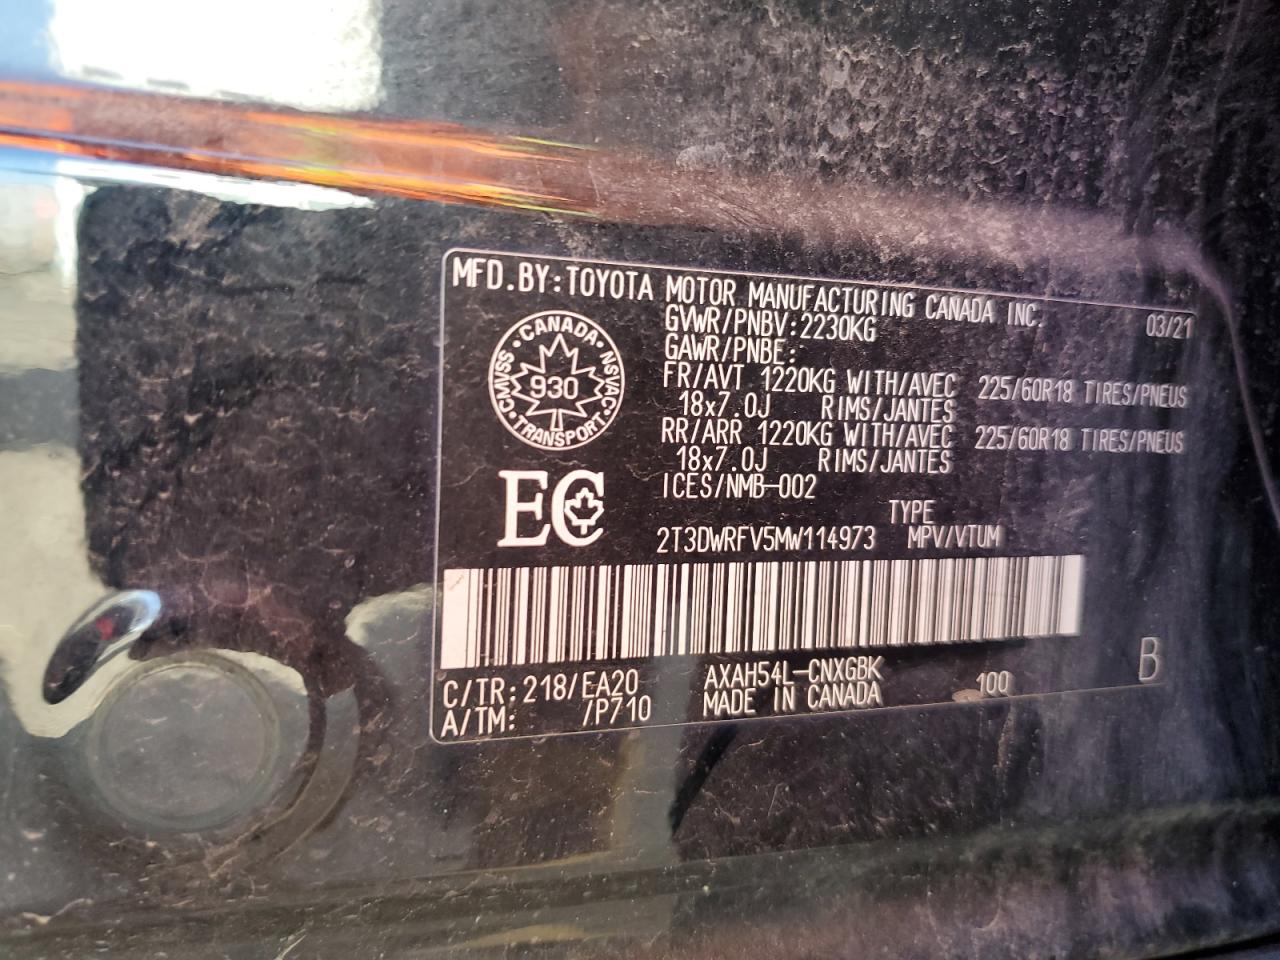 MFD.BY:TOYOTA MOTOR MANUFACTURING CANADA INC. 03/21
GVWR/PNBV:2230KG
GAWR/PNBE:
FR/AVT 1220KG WITH/AVEC 225/60R18 TIRES/PNEUS
18x7.0J RIMS/JANTES
RR/ARR 1220KG WITH/AVEC 225/60R18 TIRES/PNEUS
18x7.0J RIMS/JANTES
ICES/NMB-002
CANADA · NSVAC · TRANSPORT · CMVSS ·
930
EC
TYPE
2T3DWRFV5MW114973 MPV/VTUM
C/TR:218/EA20 AXAH54L-CNXGBK 100 B
A/TM: /P710 MADE IN CANADA